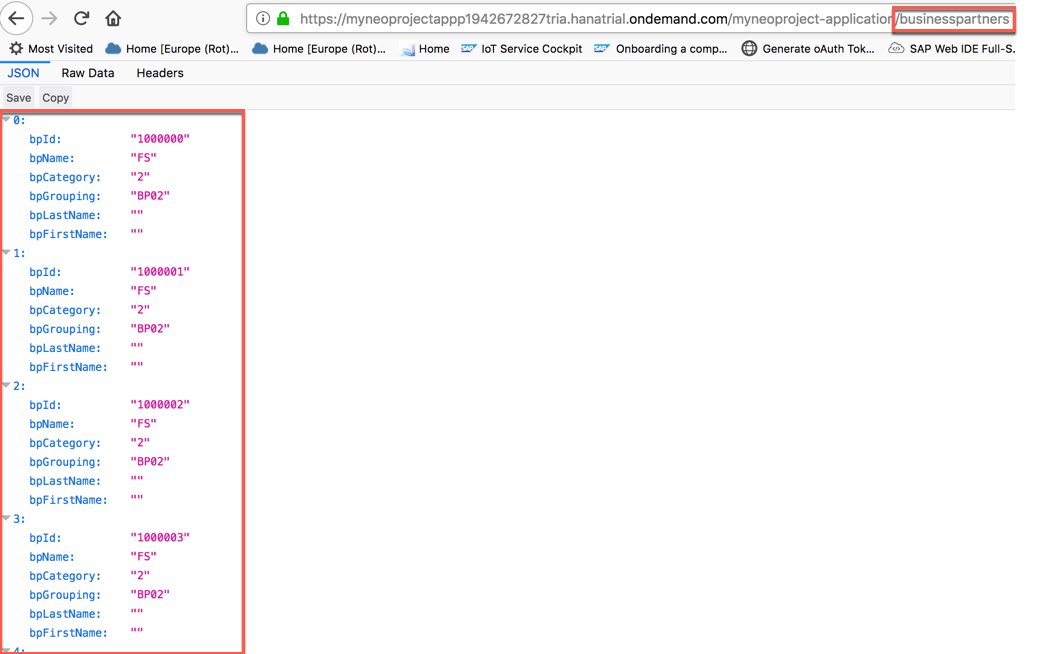 https://myneoprojectappp1942672827tria.hanatrial.ondemand.com/myneoproject-application/businesspartners
Most Visited Home [Europe (Rot)... Home [Europe (Rot)... Home IoT Service Cockpit Onboarding a comp... Generate oAuth Tok... SAP Web IDE Full-S.
JSON Raw Data Headers
Save Copy
0:
bpId: "1000000"
bpName: "FS"
bpCategory: "2"
bpGrouping: "BP02"
bpLastName: ""
bpFirstName: ""
1:
bpId: "1000001"
bpName: "FS"
bpCategory: "2"
bpGrouping: "BP02"
bpLastName: ""
bpFirstName: ""
2:
bpId: "1000002"
bpName: "FS"
bpCategory: "2"
bpGrouping: "BP02"
bpLastName: ""
bpFirstName: ""
3:
bpId: "1000003"
bpName: "FS"
bpCategory: "2"
bpGrouping: "BP02"
bpLastName: ""
bpFirstName: ""
4: